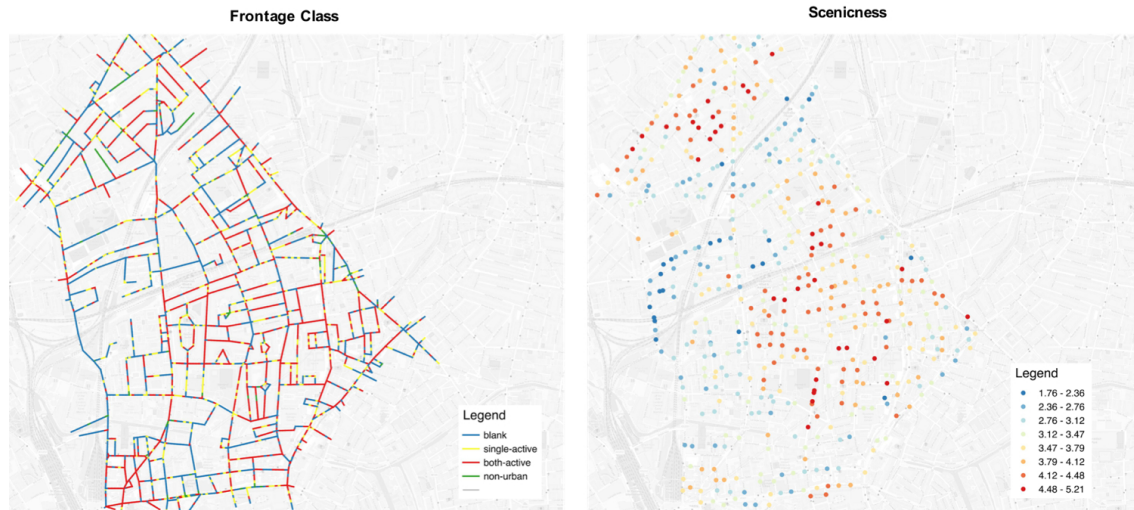 Frontage Class
Scenicness
Legend
blank
single-active
both-active
non-urban
Legend
1.76 - 2.36
2.36 - 2.76
2.76 - 3.12
3.12 - 3.47
3.47 - 3.79
3.79 - 4.12
4.12 - 4.48
4.48 - 5.21